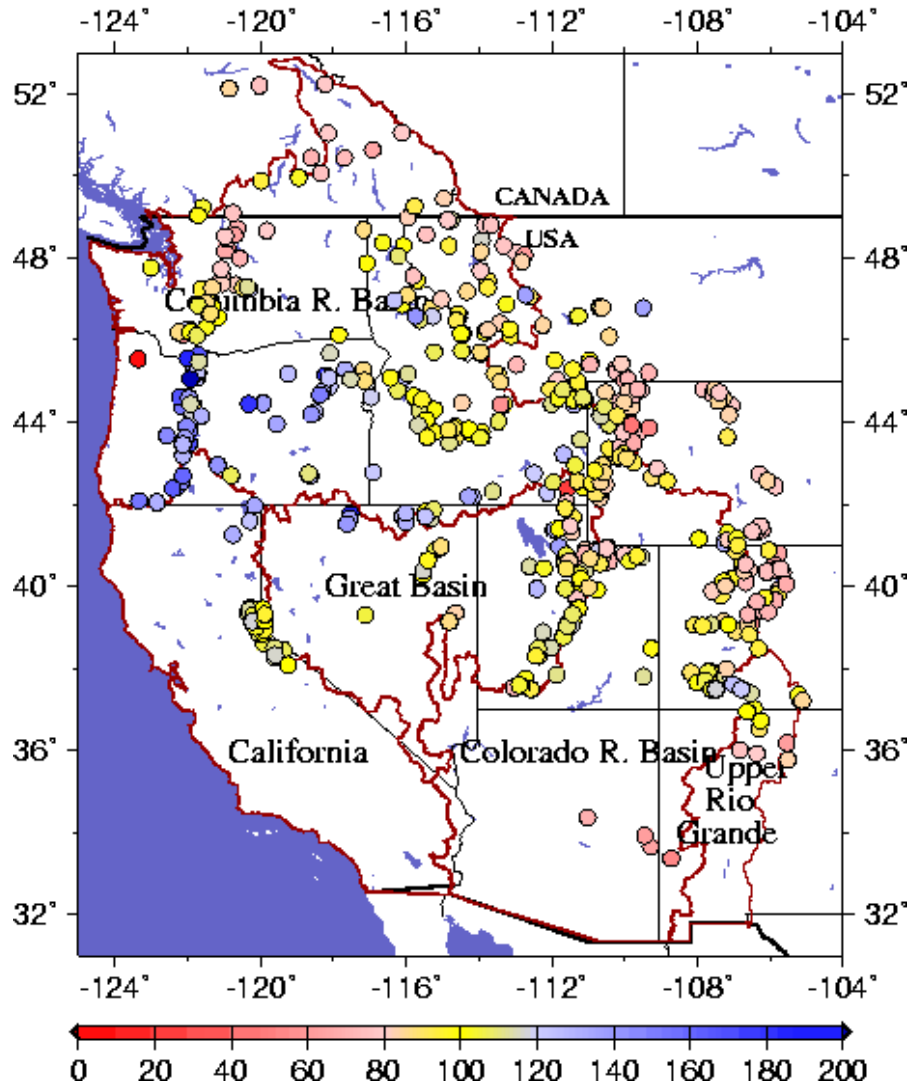 -124˚ -120˚ -116˚ -112˚ -108˚ -104˚
52˚ 52˚
CANADA
USA
48˚ 48˚
Columbia R. Basin
44˚ 44˚
40˚ 40˚
Great Basin
36˚ 36˚
California
Colorado R. Basin
Upper
Rio
Grande
32˚ 32˚
-124˚ -120˚ -116˚ -112˚ -108˚ -104˚
0 20 40 60 80 100 120 140 160 180 200